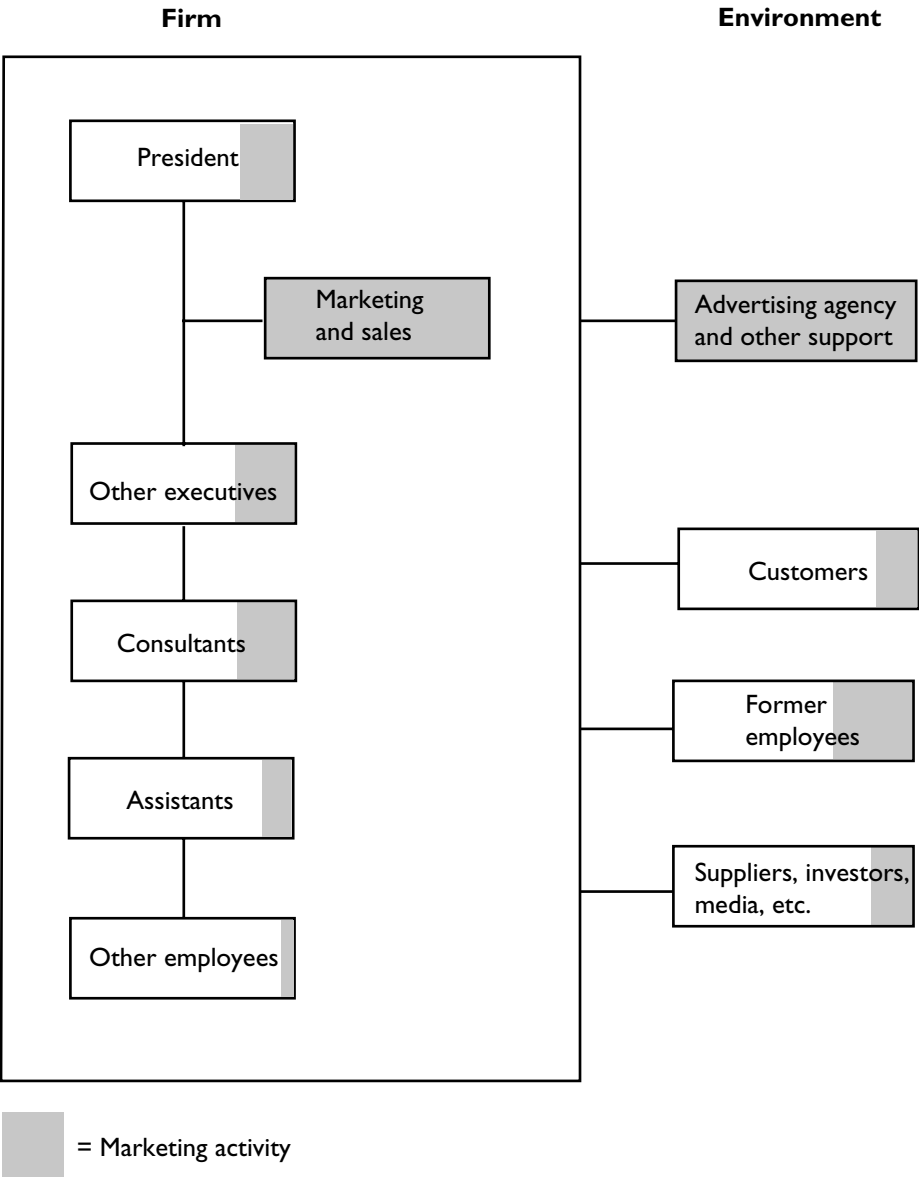 Firm
Environment
President
Marketing
and sales
Advertising agency
and other support
Other executives
Customers
Consultants
Former
employees
Assistants
Suppliers, investors,
media, etc.
Other employees
= Marketing activity